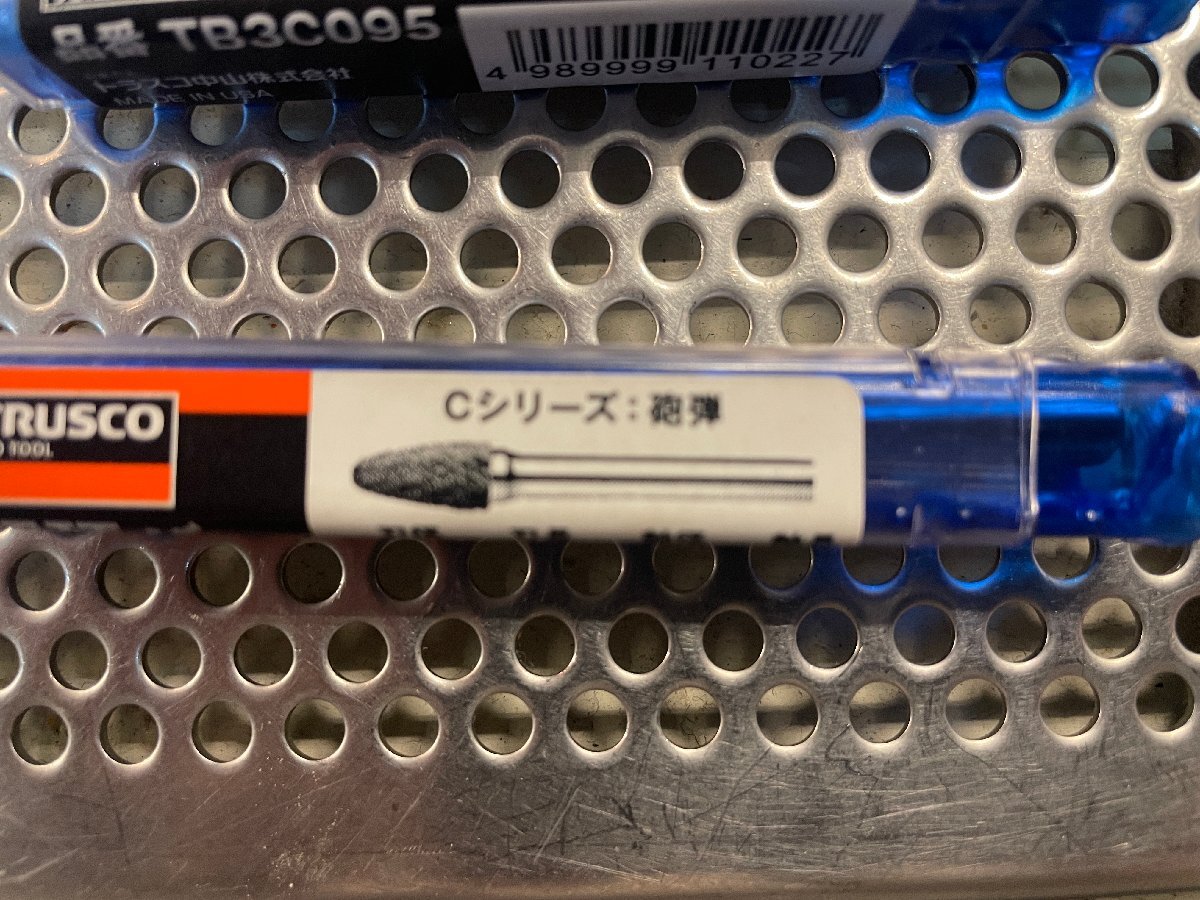 品番 TB3C095
4 989999 110227
トラスコ中山株式会社
MADE IN USA
TRUSCO
TOOL
Cシリーズ：砲弾